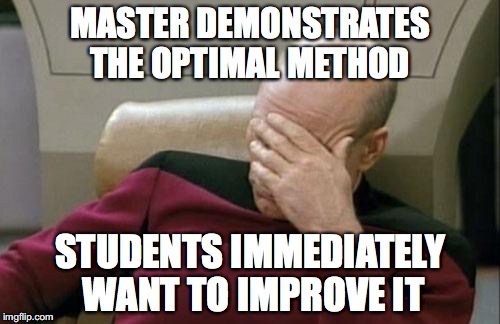 MASTER DEMONSTRATES
THE OPTIMAL METHOD
STUDENTS IMMEDIATELY
WANT TO IMPROVE IT
imgflip.com